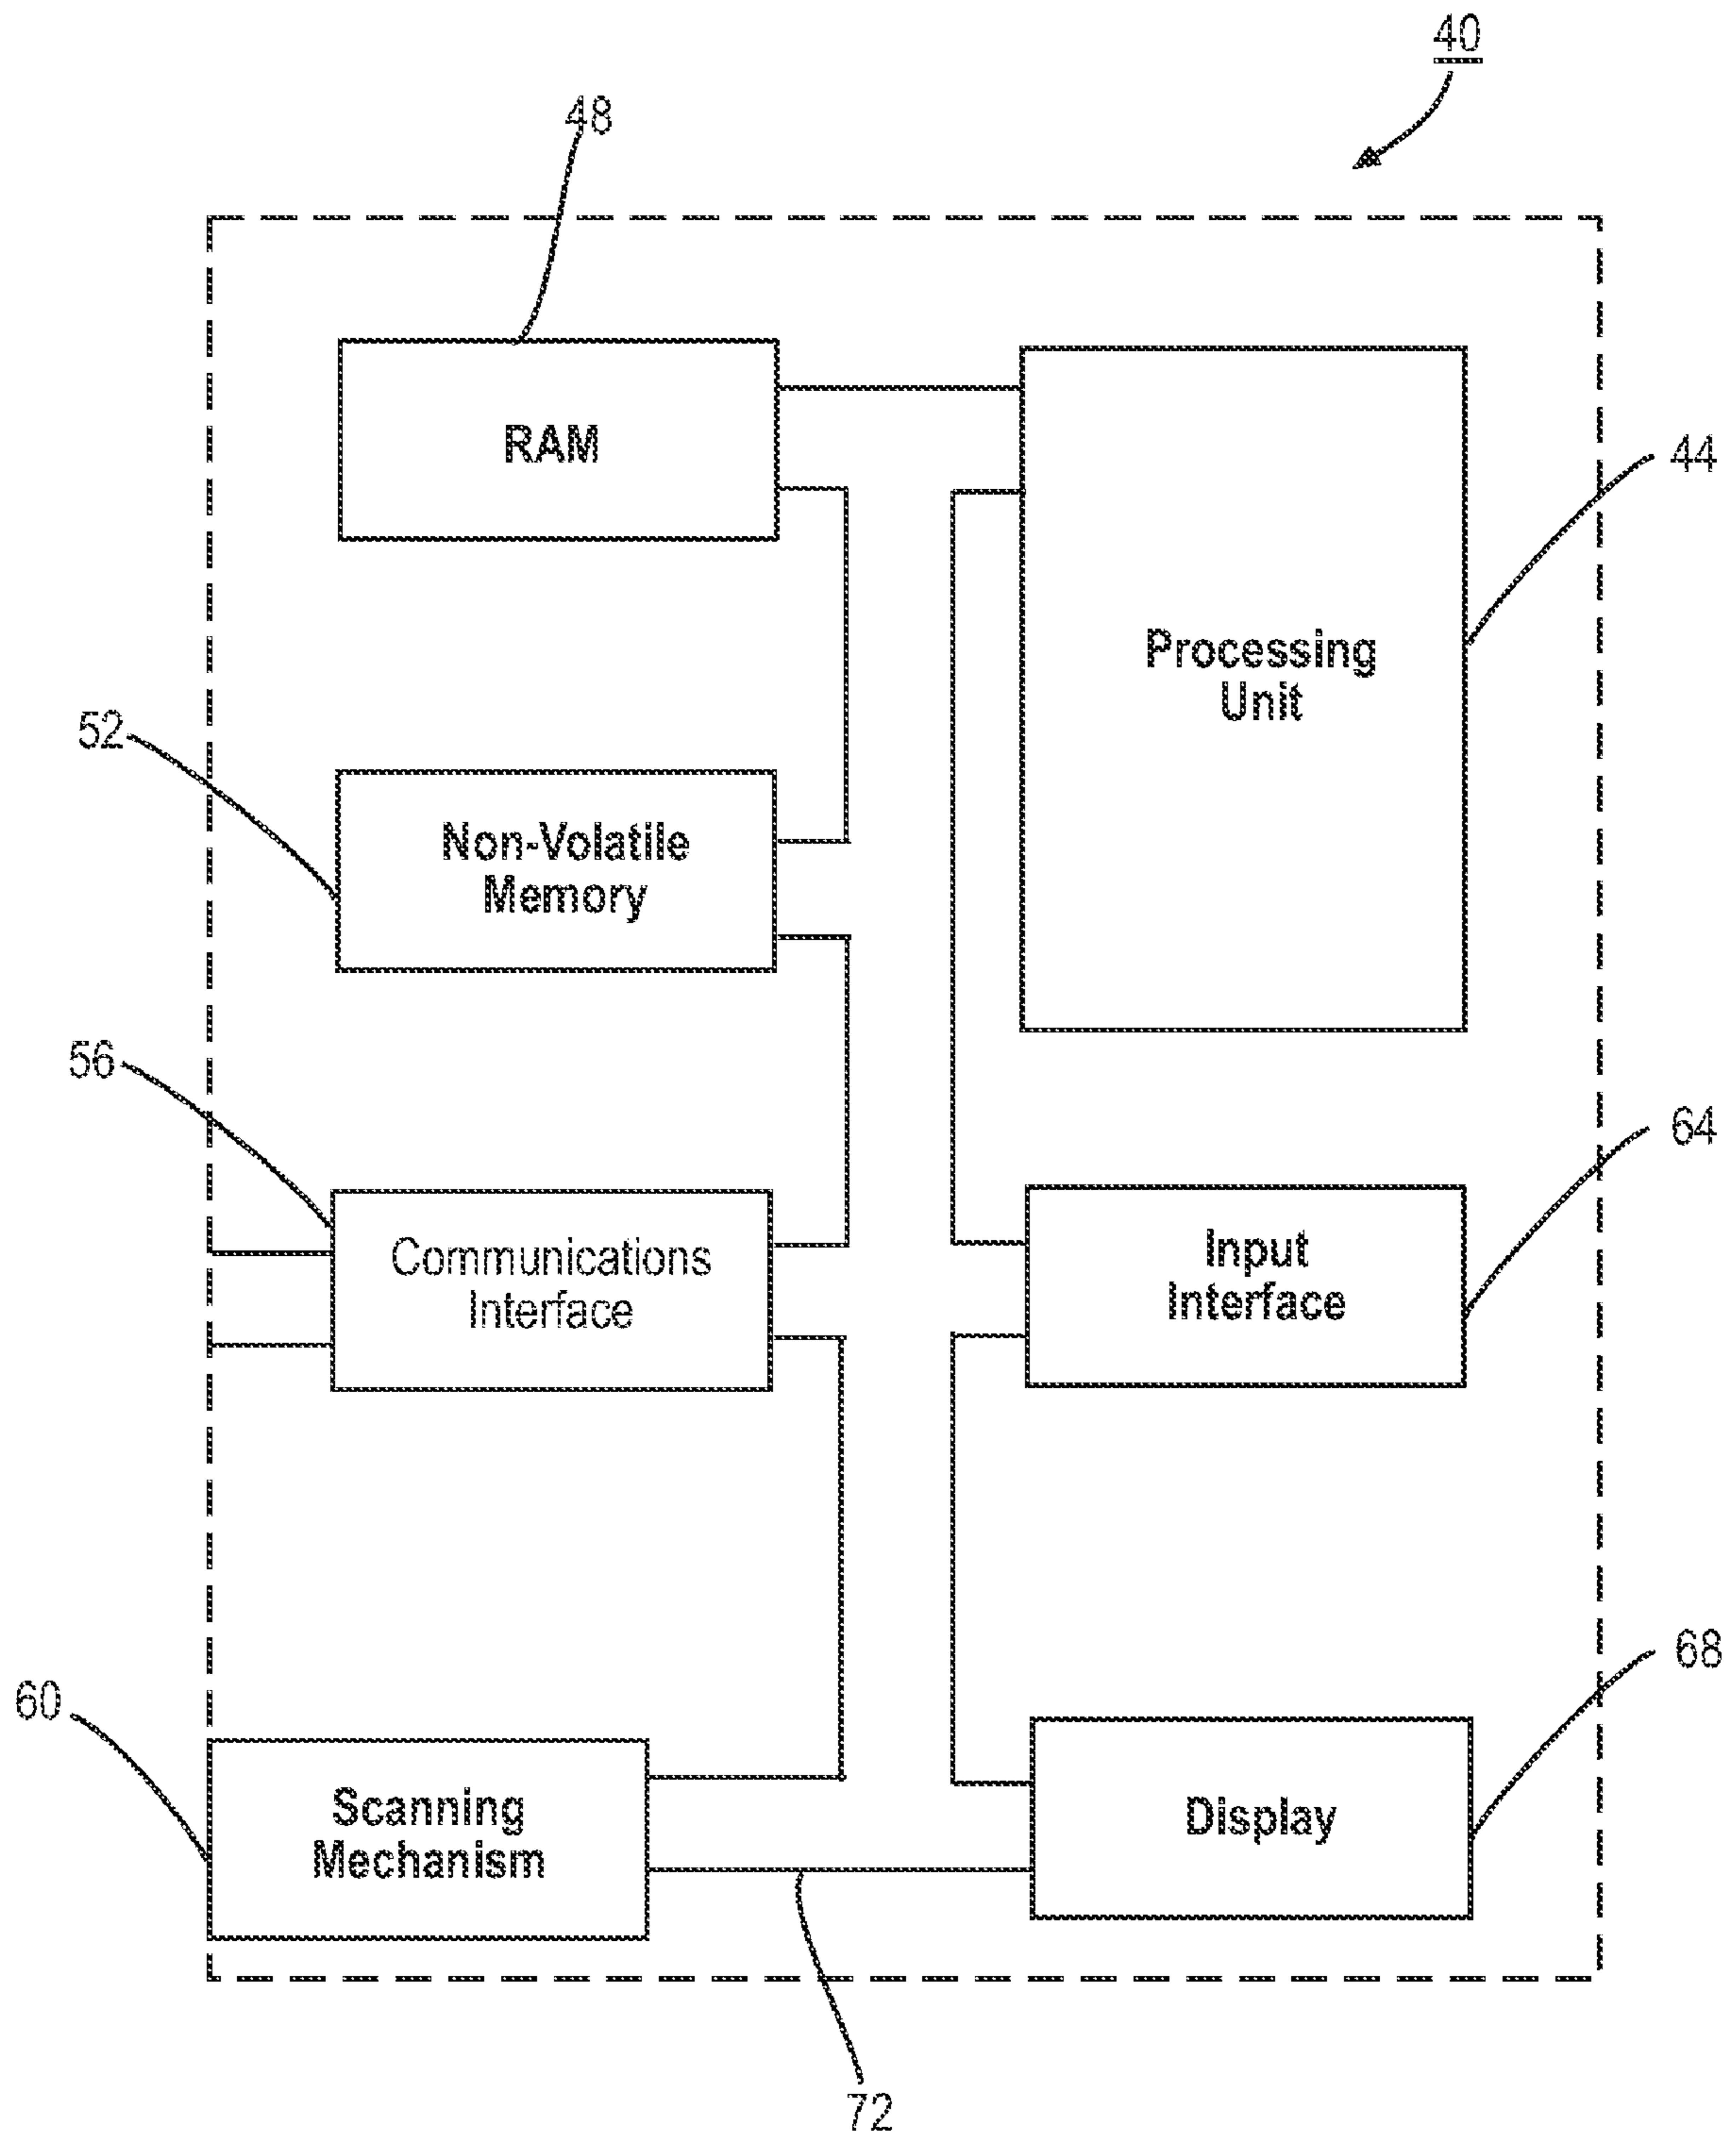 40
48
RAM
44
Processing
Unit
52
Non-Volatile
Memory
56
Communications
Interface
64
Input
Interface
60
Scanning
Mechanism
68
Display
72